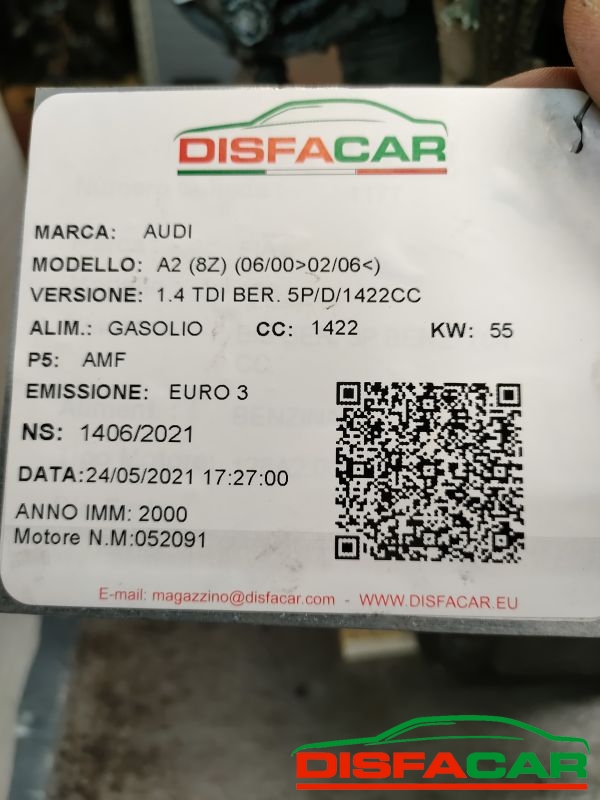 DISFACAR
MARCA: AUDI
MODELLO: A2 (8Z) (06/00>02/06<)
VERSIONE: 1.4 TDI BER. 5P/D/1422CC
ALIM.: GASOLIO CC: 1422 KW: 55
P5: AMF
EMISSIONE: EURO 3
NS: 1406/2021
DATA:24/05/2021 17:27:00
ANNO IMM: 2000
Motore N.M:052091
E-mail: magazzino@disfacar.com - WWW.DISFACAR.EU
DISFACAR